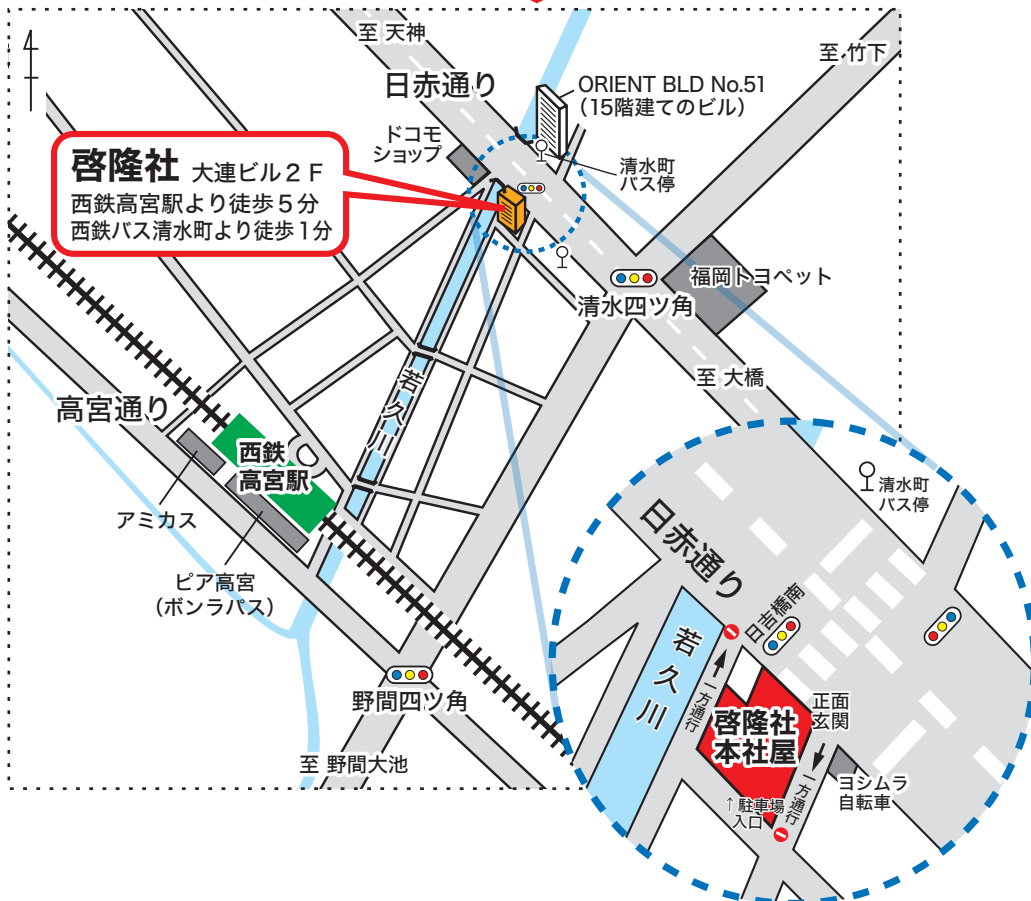 至 天神
至 竹下
日赤通り
ORIENT BLD No.51
(15階建てのビル)
ドコモ
ショップ
清水町
バス停
啓隆社 大連ビル2F
西鉄高宮駅より徒歩5分
西鉄バス清水町より徒歩1分
福岡トヨペット
清水四ツ角
至 大橋
若久川
高宮通り
西鉄
高宮駅
アミカス
ピア高宮
(ボンラパス)
野間四ツ角
至 野間大池
清水町
バス停
日赤通り
日吉橋南
若久川
一方通行
正面
玄関
啓隆社
本社屋
一方通行
ヨシムラ
自転車
↑駐車場
入口